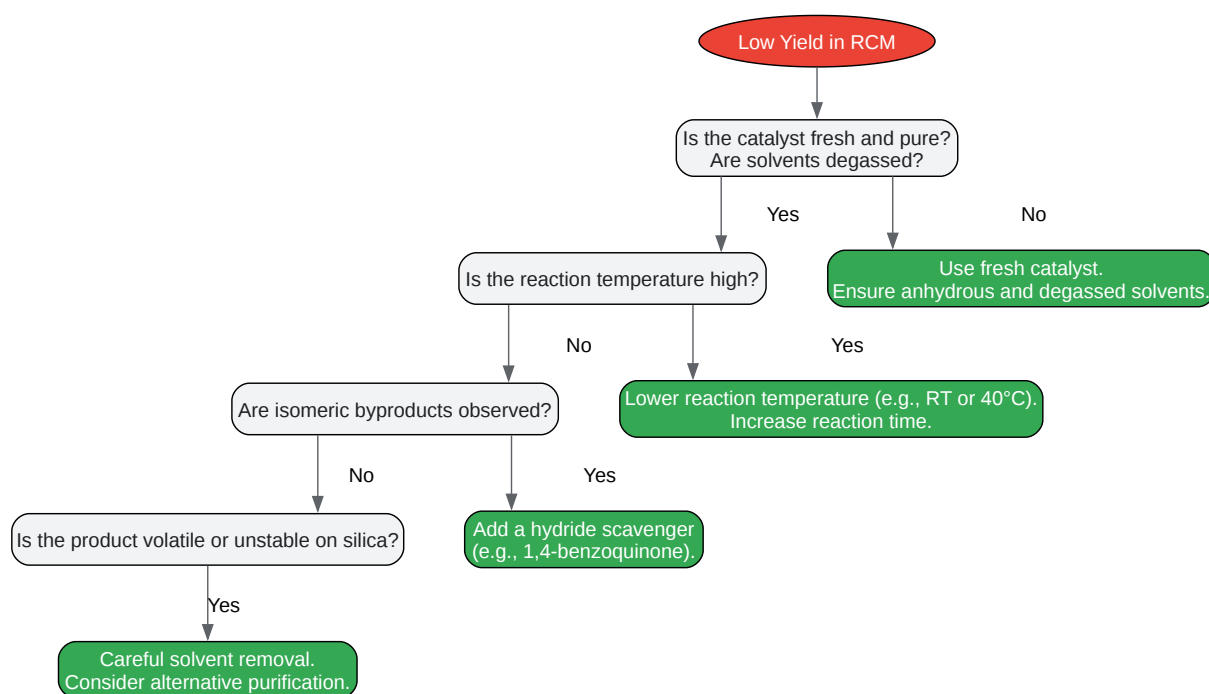 Low Yield in RCM
Is the catalyst fresh and pure?
Are solvents degassed?
Yes
No
Is the reaction temperature high?
Use fresh catalyst.
Ensure anhydrous and degassed solvents.
No
Yes
Are isomeric byproducts observed?
Lower reaction temperature (e.g., RT or 40°C).
Increase reaction time.
No
Yes
Is the product volatile or unstable on silica?
Add a hydride scavenger
(e.g., 1,4-benzoquinone).
Yes
Careful solvent removal.
Consider alternative purification.